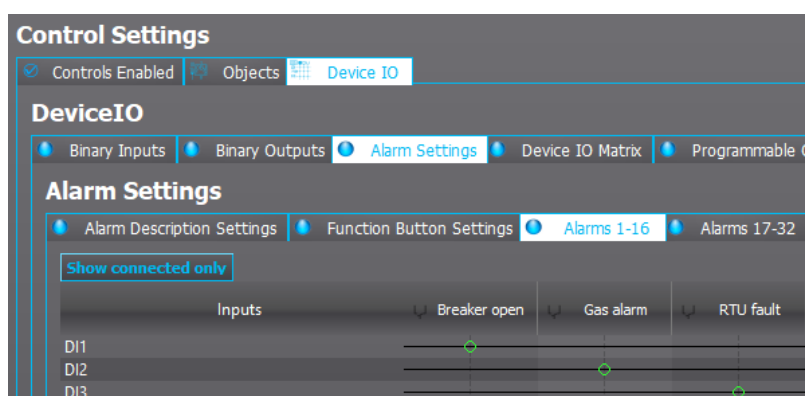 Control Settings
Controls Enabled Objects Device IO
DeviceIO
Binary Inputs Binary Outputs Alarm Settings Device IO Matrix Programmable
Alarm Settings
Alarm Description Settings Function Button Settings Alarms 1-16 Alarms 17-32
Show connected only
Inputs Breaker open Gas alarm RTU fault
DI1
DI2
DI3